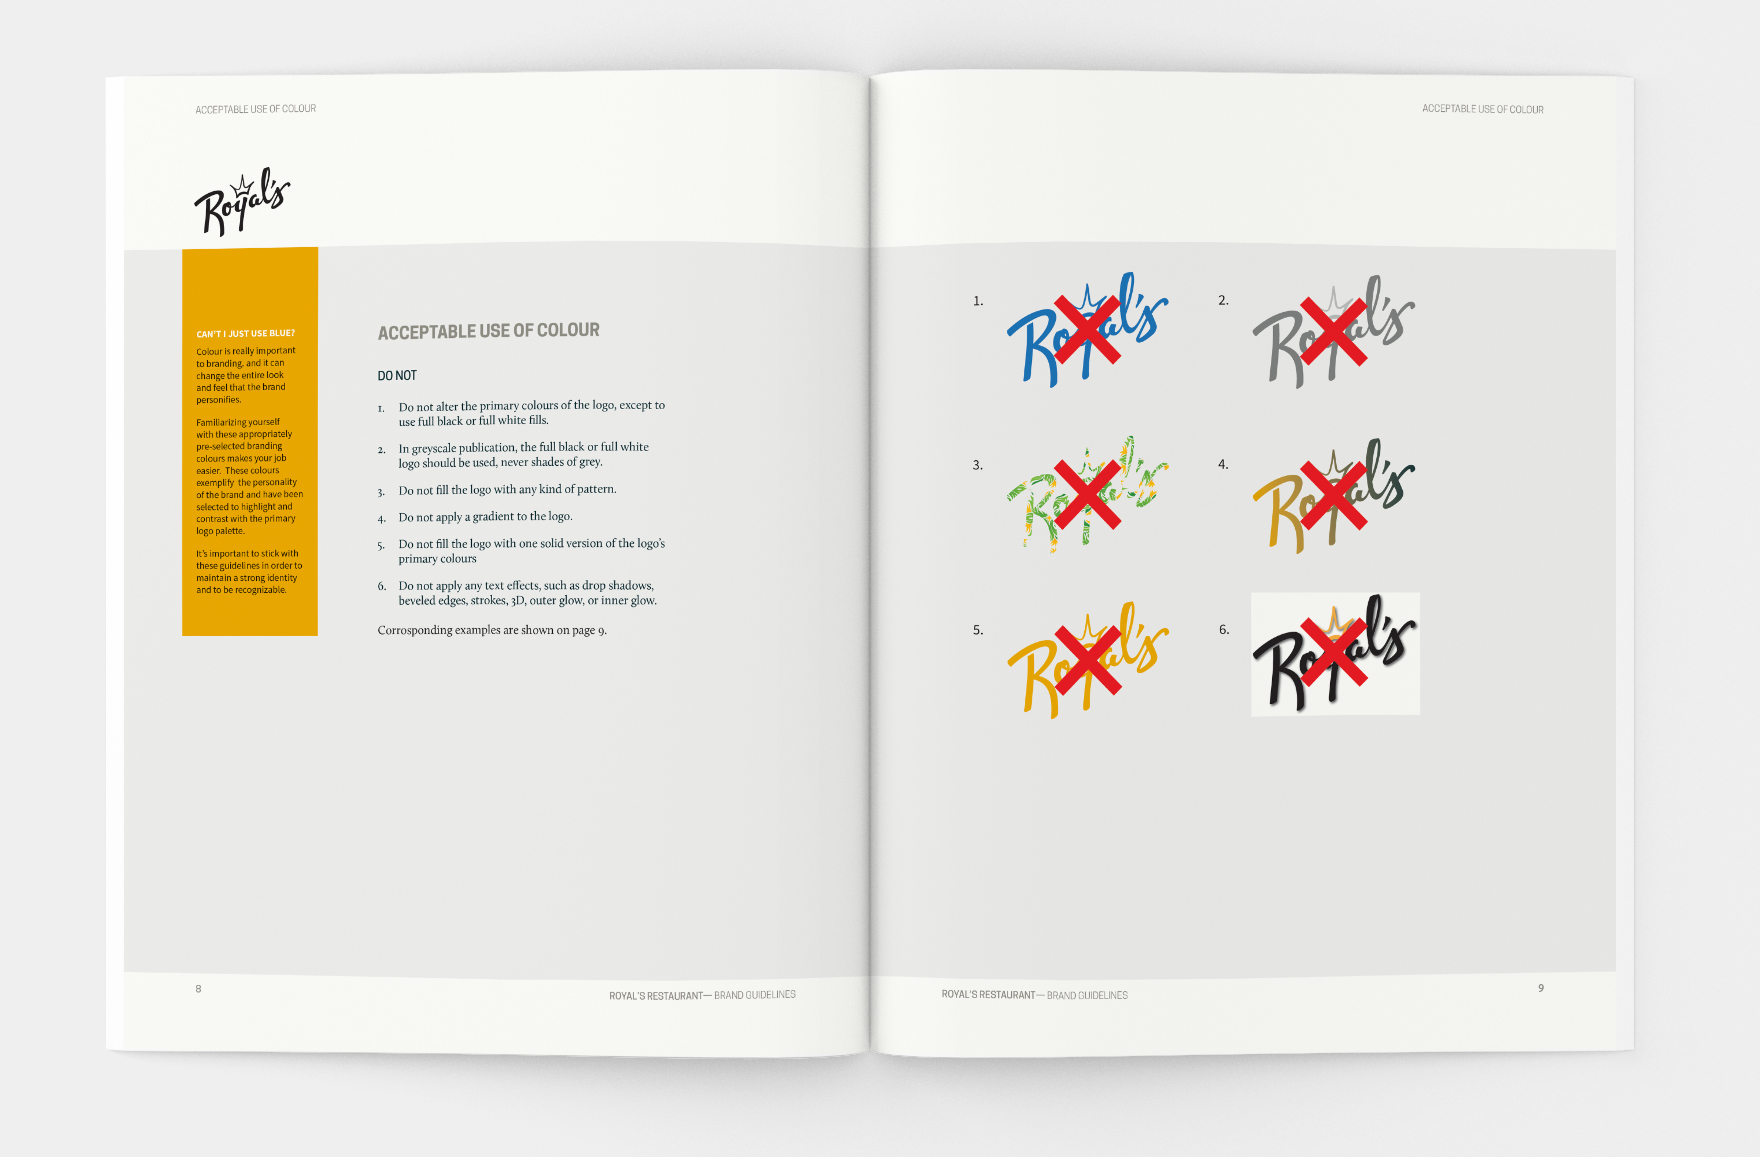 ACCEPTABLE USE OF COLOUR
Royal's
CAN'T I JUST USE BLUE?
Colour is really important
to branding, and it can
change the entire look
and feel that the brand
personifies.
Familiarizing yourself
with these appropriately
pre-selected branding
colours makes your job
easier. These colours
exemplify the personality
of the brand and have been
selected to highlight and
contrast with the primary
logo palette.
It's important to stick with
these guidelines in order to
maintain a strong identity
and to be recognizable.
ACCEPTABLE USE OF COLOUR
DO NOT
1. Do not alter the primary colours of the logo, except to
use full black or full white fills.
2. In greyscale publication, the full black or full white
logo should be used, never shades of grey.
3. Do not fill the logo with any kind of pattern.
4. Do not apply a gradient to the logo.
5. Do not fill the logo with one solid version of the logo's
primary colours
6. Do not apply any text effects, such as drop shadows,
beveled edges, strokes, 3D, outer glow, or inner glow.
Corrosponding examples are shown on page 9.
8
ROYAL'S RESTAURANT— BRAND GUIDELINES
ACCEPTABLE USE OF COLOUR
1. Royal's
2. Royal's
3. Royal's
4. Royal's
5. Royal's
6. Royal's
ROYAL'S RESTAURANT— BRAND GUIDELINES
9